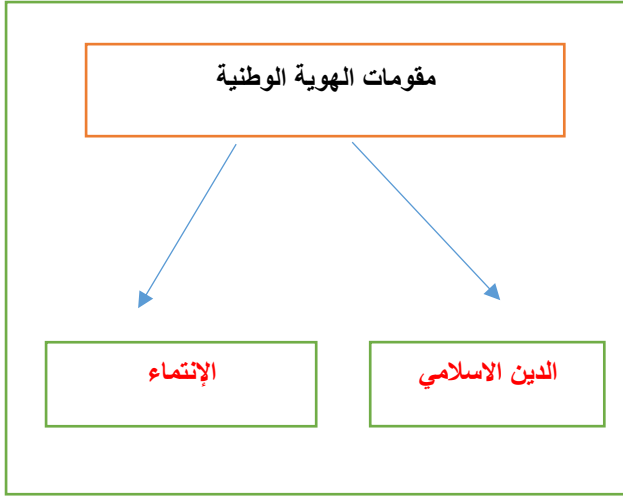 مقومات الهوية الوطنية
الدين الاسلامي
الإنتماء